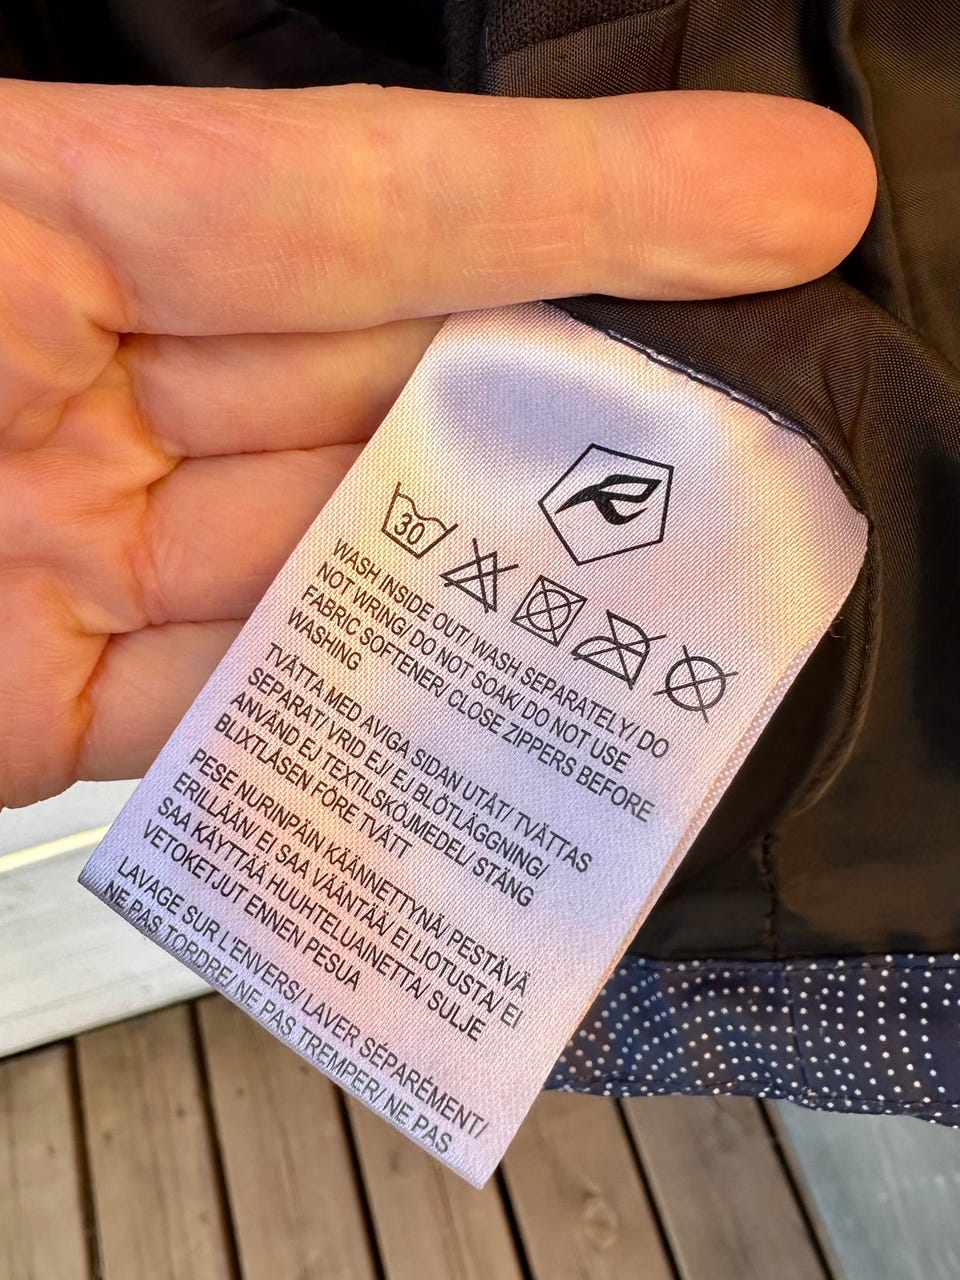 30
WASH INSIDE OUT/ WASH SEPARATELY/ DO
NOT WRING/ DO NOT SOAK/ DO NOT USE
FABRIC SOFTENER/ CLOSE ZIPPERS BEFORE
WASHING
TVÄTTA MED AVIGA SIDAN UTÅT/ TVÄTTAS
SEPARAT/ VRID EJ/ EJ BLÖTLÄGGNING/
ANVÄND EJ TEXTILSKÖJMEDEL/ STÄNG
BLIXTLÅSEN FÖRE TVÄTT
PESE NURINPÄIN KÄÄNNETTYNÄ/ PESTÄVÄ
ERILLÄÄN/ EI SAA VÄÄNTÄÄ/ EI LIOTUSTA/ EI
SAA KÄYTTÄÄ HUUHTELUAINETTA/ SULJE
VETOKETJUT ENNEN PESUA
LAVAGE SUR L'ENVERS/ LAVER SÉPARÉMENT/
NE PAS TORDRE/ NE PAS TREMPER/ NE PAS